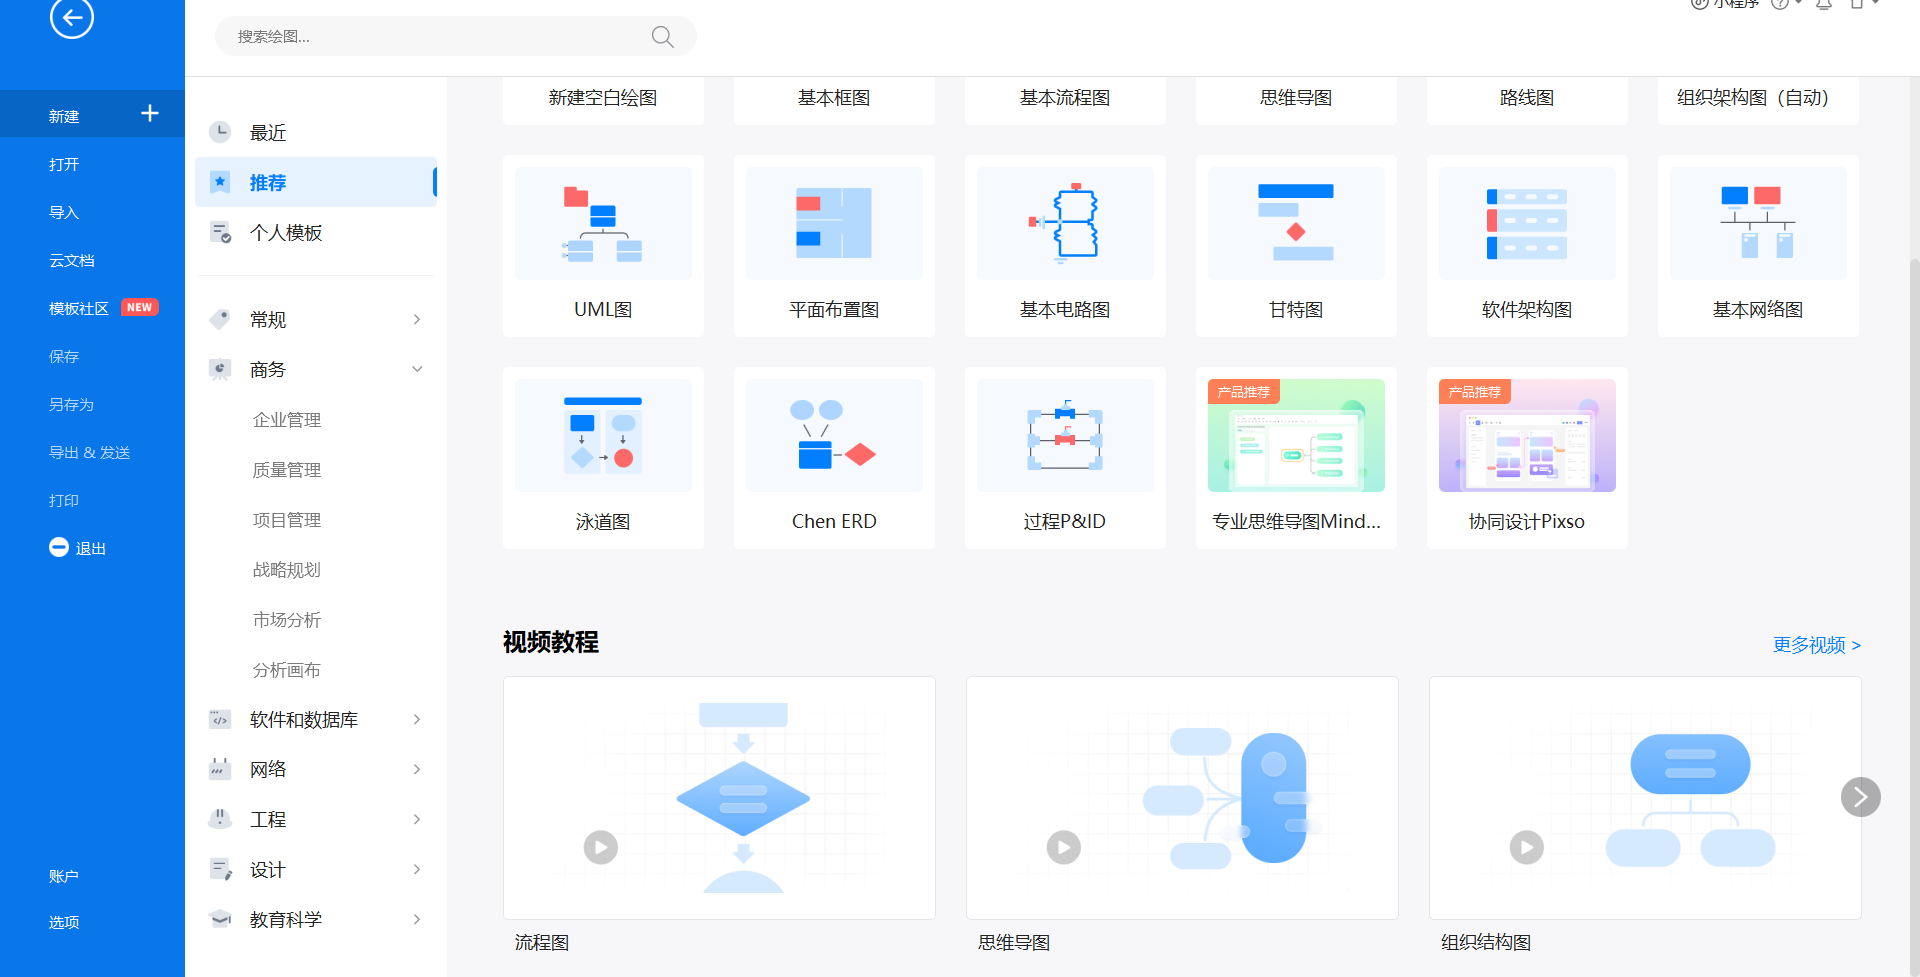 小程序
搜索绘图...
新建
打开
导入
云文档
模板社区 NEW
保存
另存为
导出 & 发送
打印
退出
账户
选项
最近
推荐
个人模板
常规
商务
企业管理
质量管理
项目管理
战略规划
市场分析
分析画布
软件和数据库
网络
工程
设计
教育科学
新建空白绘图
基本框图
基本流程图
思维导图
路线图
组织架构图（自动）
UML图
平面布置图
基本电路图
甘特图
软件架构图
基本网络图
泳道图
Chen ERD
过程P&ID
产品推荐
专业思维导图Mind...
产品推荐
协同设计Pixso
视频教程
更多视频 >
流程图
思维导图
组织结构图